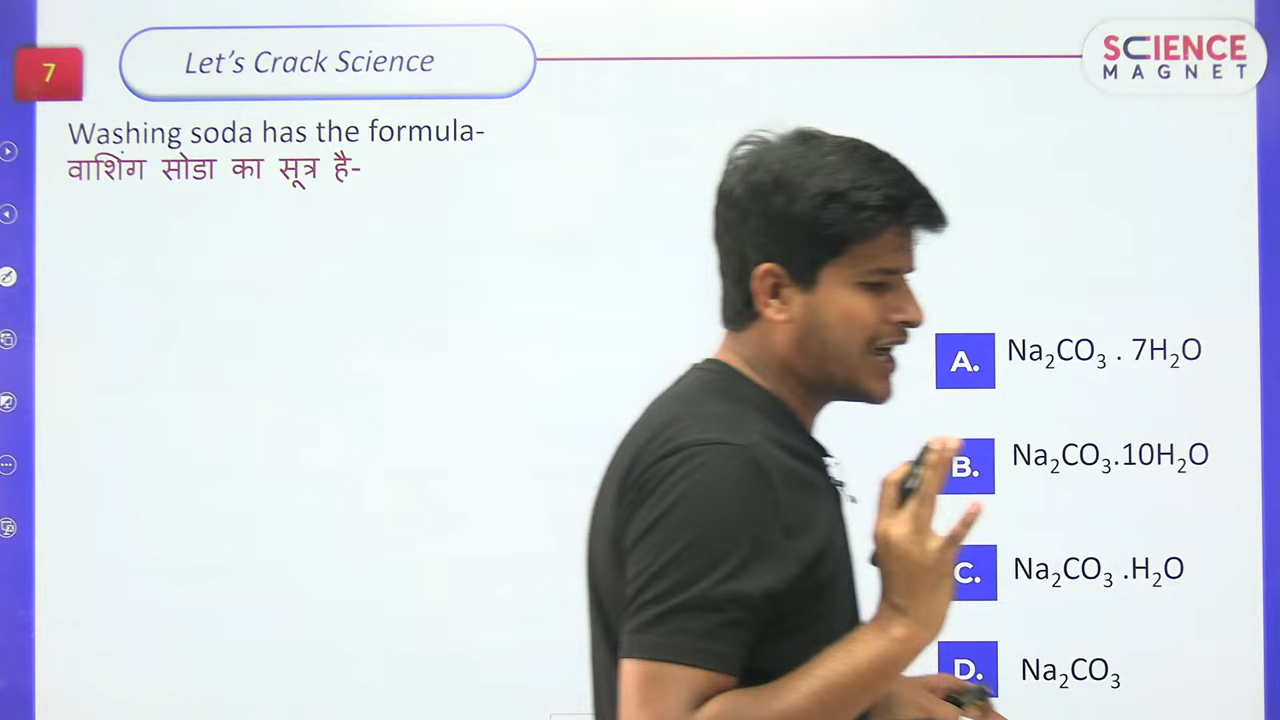 7
Let's Crack Science
SCIENCE
MAGNET
Washing soda has the formula-
वाशिंग सोडा का सूत्र है-
A. Na₂CO₃ . 7H₂O
B. Na₂CO₃.10H₂O
C. Na₂CO₃ .H₂O
D. Na₂CO₃